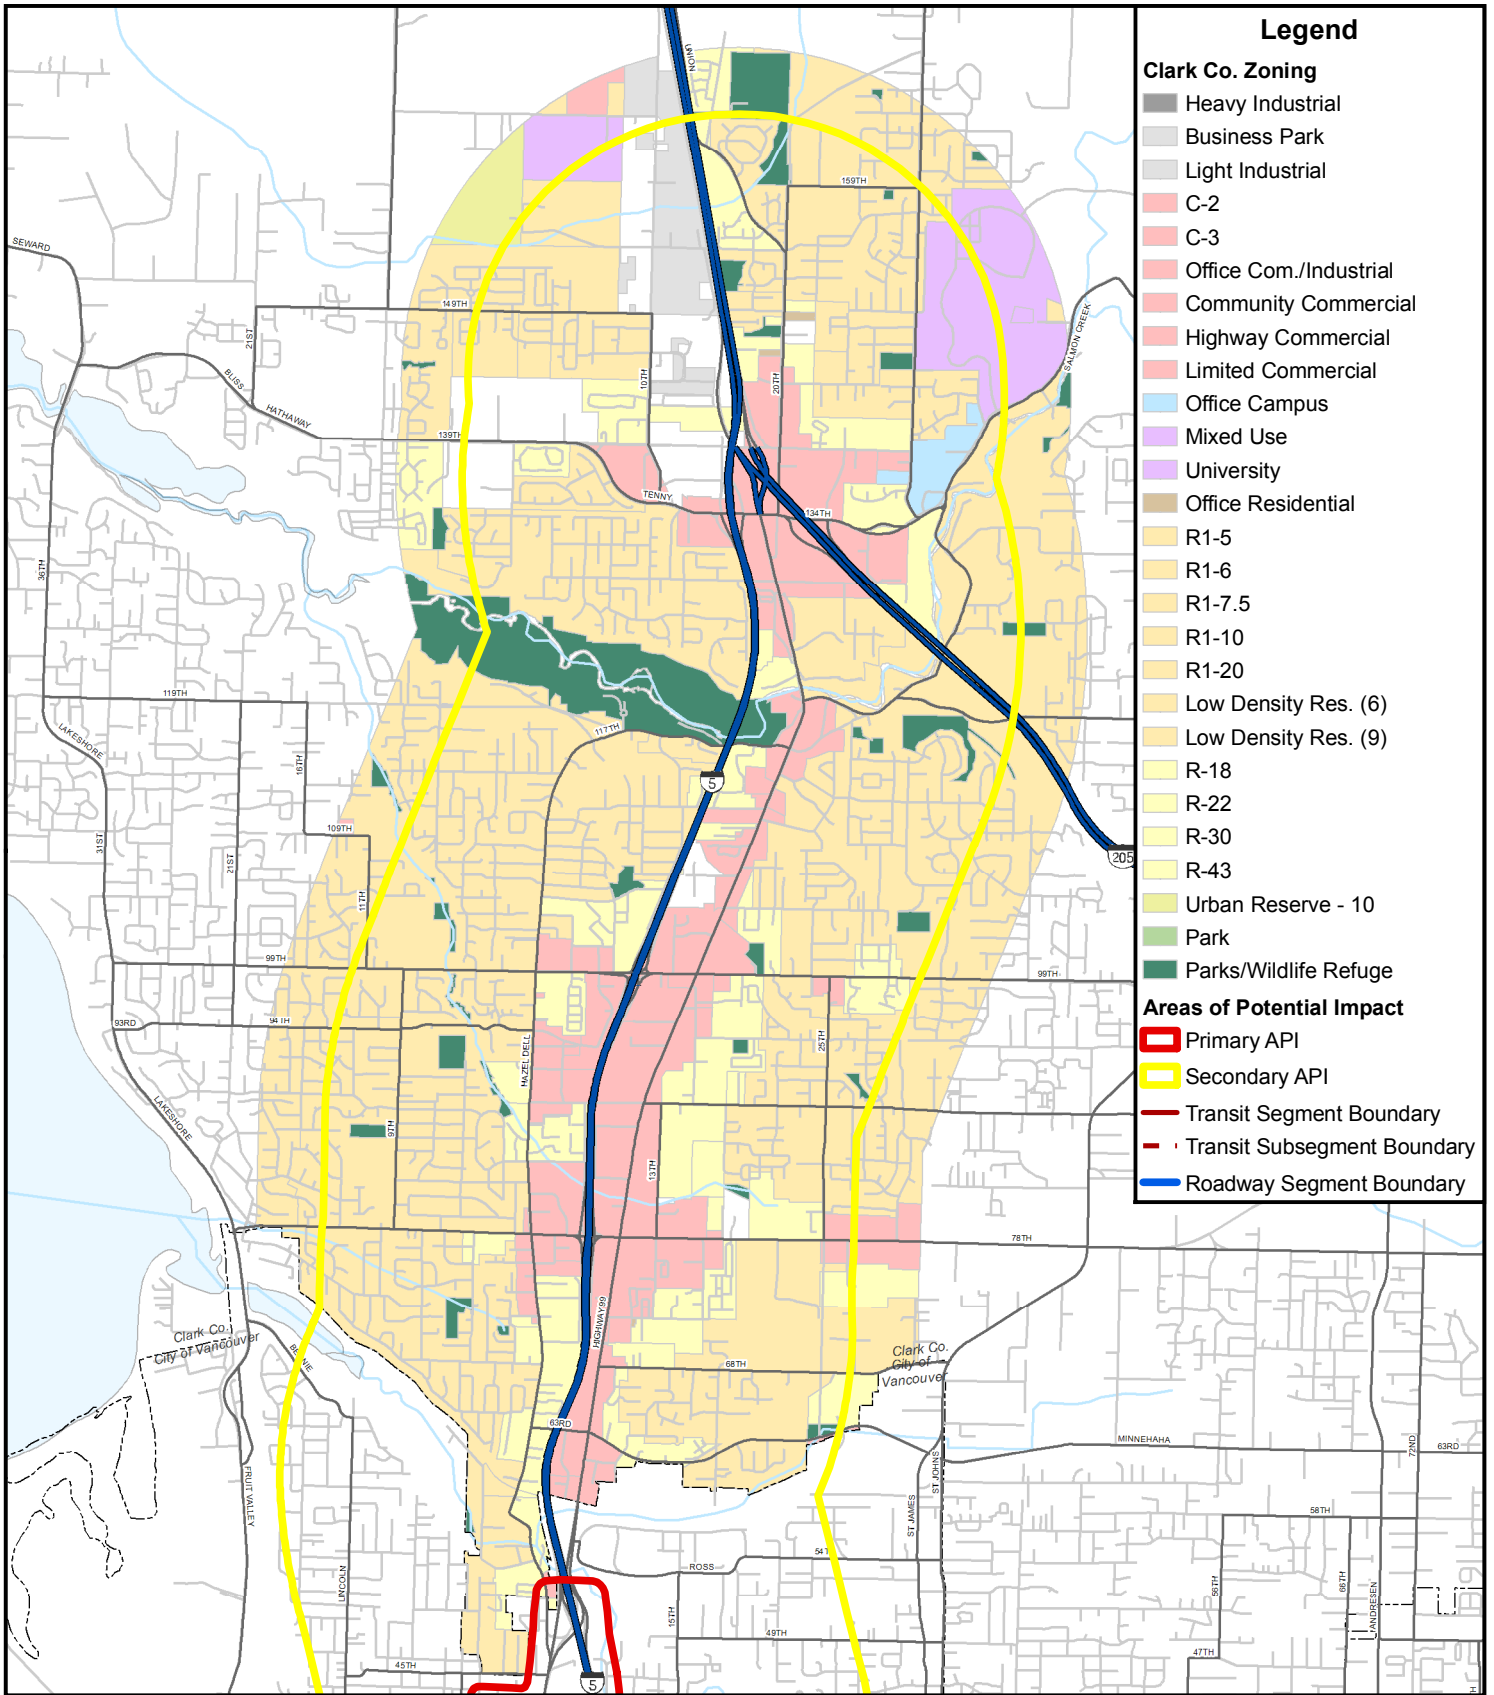 Legend
Clark Co. Zoning
Heavy Industrial
Business Park
Light Industrial
C-2
C-3
Office Com./Industrial
Community Commercial
Highway Commercial
Limited Commercial
Office Campus
Mixed Use
University
Office Residential
R1-5
R1-6
R1-7.5
R1-10
R1-20
Low Density Res. (6)
Low Density Res. (9)
R-18
R-22
R-30
R-43
Urban Reserve - 10
Park
Parks/Wildlife Refuge
Areas of Potential Impact
Primary API
Secondary API
Transit Segment Boundary
Transit Subsegment Boundary
Roadway Segment Boundary
UNION
159TH
SEWARD
149TH
21ST
SALMON CREEK
BLISS
10TH
20TH
HATHAWAY
139TH
TENNY
134TH
36TH
119TH
LAKESHORE
117TH
16TH
5
109TH
31ST
21ST
205
11TH
99TH
99TH
93RD
94TH
HAZEL DELL
25TH
LAKESHORE
9TH
13TH
78TH
HIGHWAY 99
Clark Co.
City of Vancouver
BERNIE
68TH
Clark Co.
City of
Vancouver
63RD
MINNEHAHA
72ND
63RD
FRUIT VALLEY
ST JOHNS
ST JAMES
58TH
54T
ROSS
LINCOLN
56TH
66TH
ANDRESEN
15TH
49TH
47TH
45TH
5